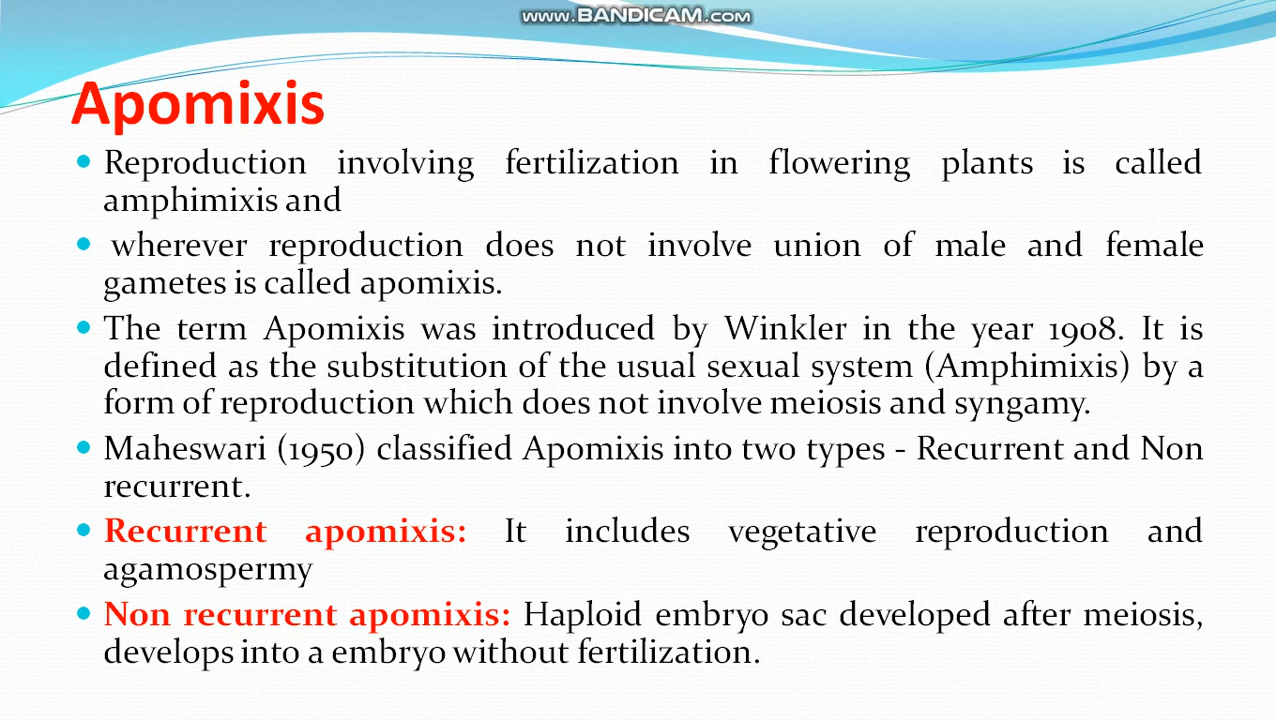 www.BANDICAM.com
Apomixis
Reproduction involving fertilization in flowering plants is called
amphimixis and
wherever reproduction does not involve union of male and female
gametes is called apomixis.
The term Apomixis was introduced by Winkler in the year 1908. It is
defined as the substitution of the usual sexual system (Amphimixis) by a
form of reproduction which does not involve meiosis and syngamy.
Maheswari (1950) classified Apomixis into two types - Recurrent and Non
recurrent.
Recurrent apomixis: It includes vegetative reproduction and
agamospermy
Non recurrent apomixis: Haploid embryo sac developed after meiosis,
develops into a embryo without fertilization.